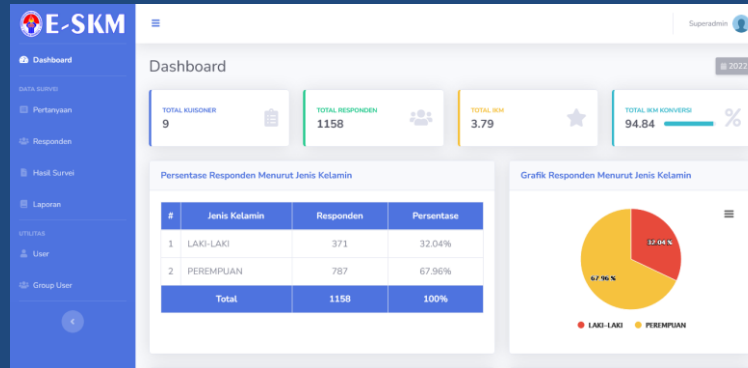 E-SKM
Superadmin
Dashboard
DATA SURVEI
Pertanyaan
Responden
Hasil Survei
Laporan
UTILITAS
User
Group User
Dashboard
2022
TOTAL KUISONER
9
TOTAL RESPONDEN
1158
TOTAL IKM
3.79
TOTAL IKM KONVERSI
94.84
%
Persentase Responden Menurut Jenis Kelamin
# Jenis Kelamin Responden Persentase
1 LAKI-LAKI 371 32.04%
2 PEREMPUAN 787 67.96%
Total 1158 100%
Grafik Responden Menurut Jenis Kelamin
32.04 %
67.96 %
LAKI-LAKI PEREMPUAN